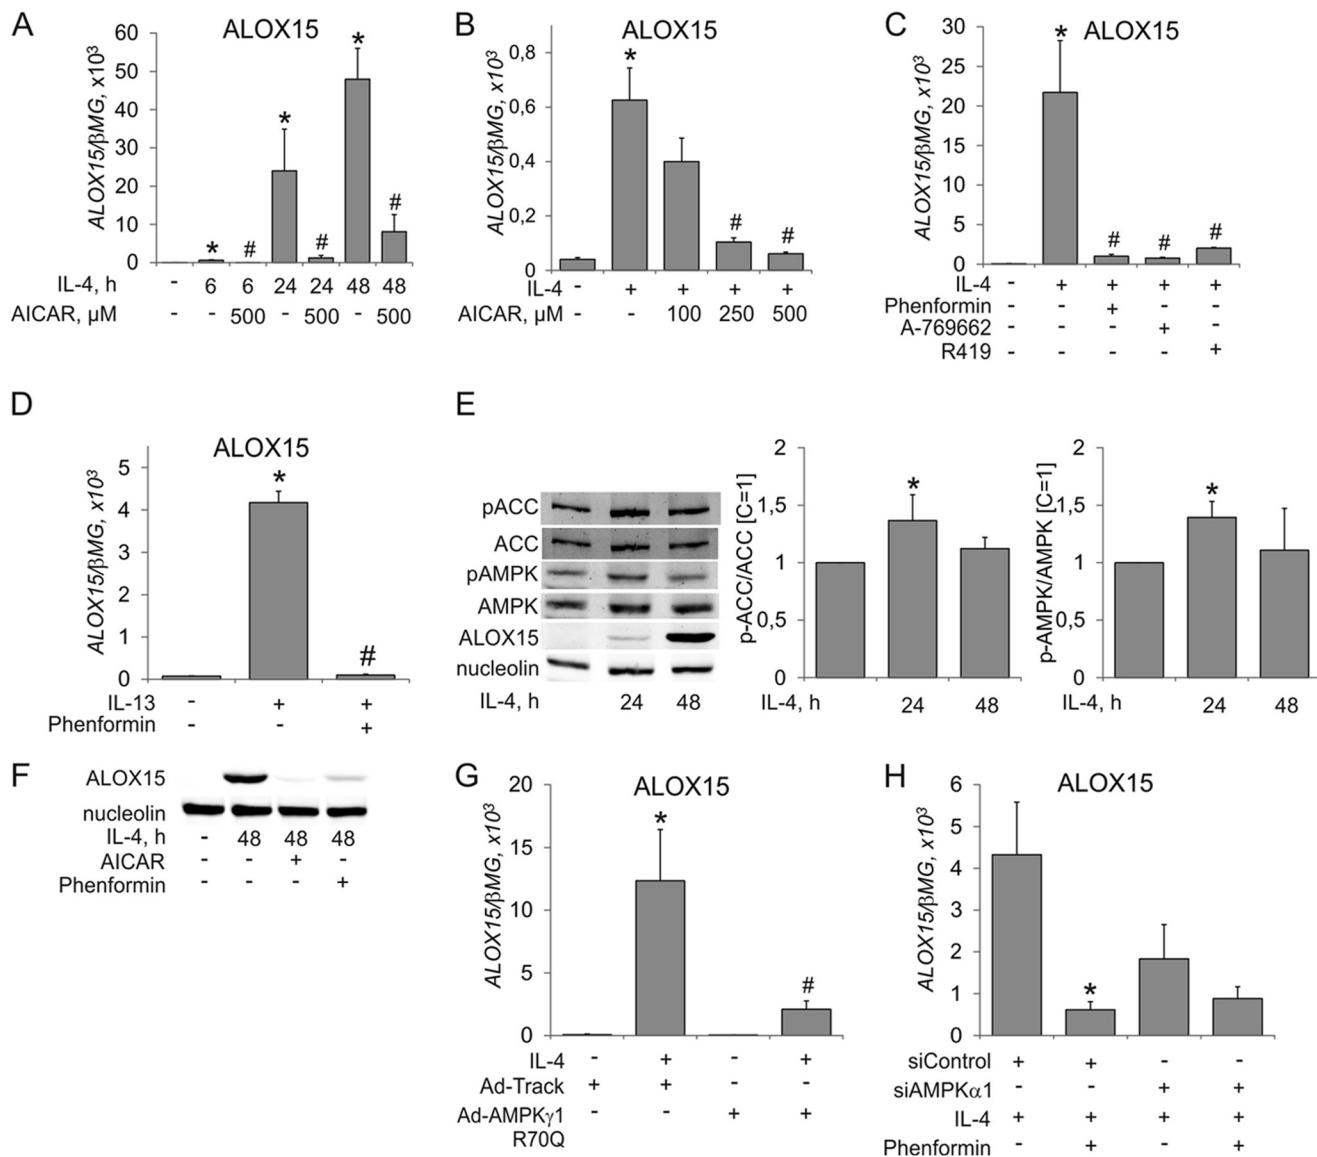 A
ALOX15
ALOX15/βMG, x10³
60
50
40
30
20
10
0
* # * # * #
IL-4, h - 6 6 24 24 48 48
AICAR, μM - - 500 - 500 - 500
B
ALOX15
ALOX15/βMG, x10³
0,8
0,6
0,4
0,2
0
* # #
IL-4 - + + + +
AICAR, μM - - 100 250 500
C
ALOX15
ALOX15/βMG, x10³
30
25
20
15
10
5
0
* # # #
IL-4 - + + + +
Phenformin - - + - -
A-769662 - - - + -
R419 - - - - +
D
ALOX15
ALOX15/βMG, x10³
5
4
3
2
1
0
* #
IL-13 - + +
Phenformin - - +
E
pACC
ACC
pAMPK
AMPK
ALOX15
nucleolin
IL-4, h 24 48
p-ACC/ACC [C=1]
2
1,5
1
0,5
0
*
IL-4, h 24 48
p-AMPK/AMPK [C=1]
2
1,5
1
0,5
0
*
IL-4, h 24 48
F
ALOX15
nucleolin
IL-4, h - 48 48 48
AICAR - - + -
Phenformin - - - +
G
ALOX15
ALOX15/βMG, x10³
20
15
10
5
0
* #
IL-4 - + - +
Ad-Track + + - -
Ad-AMPKγ1 - - + +
R70Q
H
ALOX15
ALOX15/βMG, x10³
6
5
4
3
2
1
0
*
siControl + + - -
siAMPKα1 - - + +
IL-4 + + + +
Phenformin - + - +